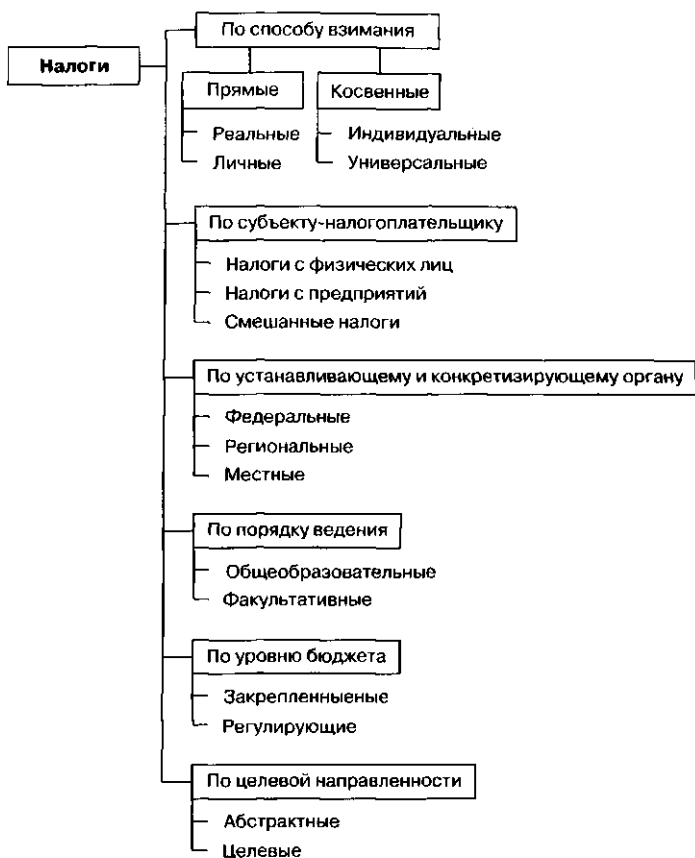 По способу взимания
Налоги
Прямые
Косвенные
Реальные
Индивидуальные
Личные
Универсальные
По субъекту-налогоплательщику
Налоги с физических лиц
Налоги с предприятий
Смешанные налоги
По устанавливающему и конкретизирующему органу
Федеральные
Региональные
Местные
По порядку ведения
Общеобразовательные
Факультативные
По уровню бюджета
Закрепленныеные
Регулирующие
По целевой направленности
Абстрактные
Целевые